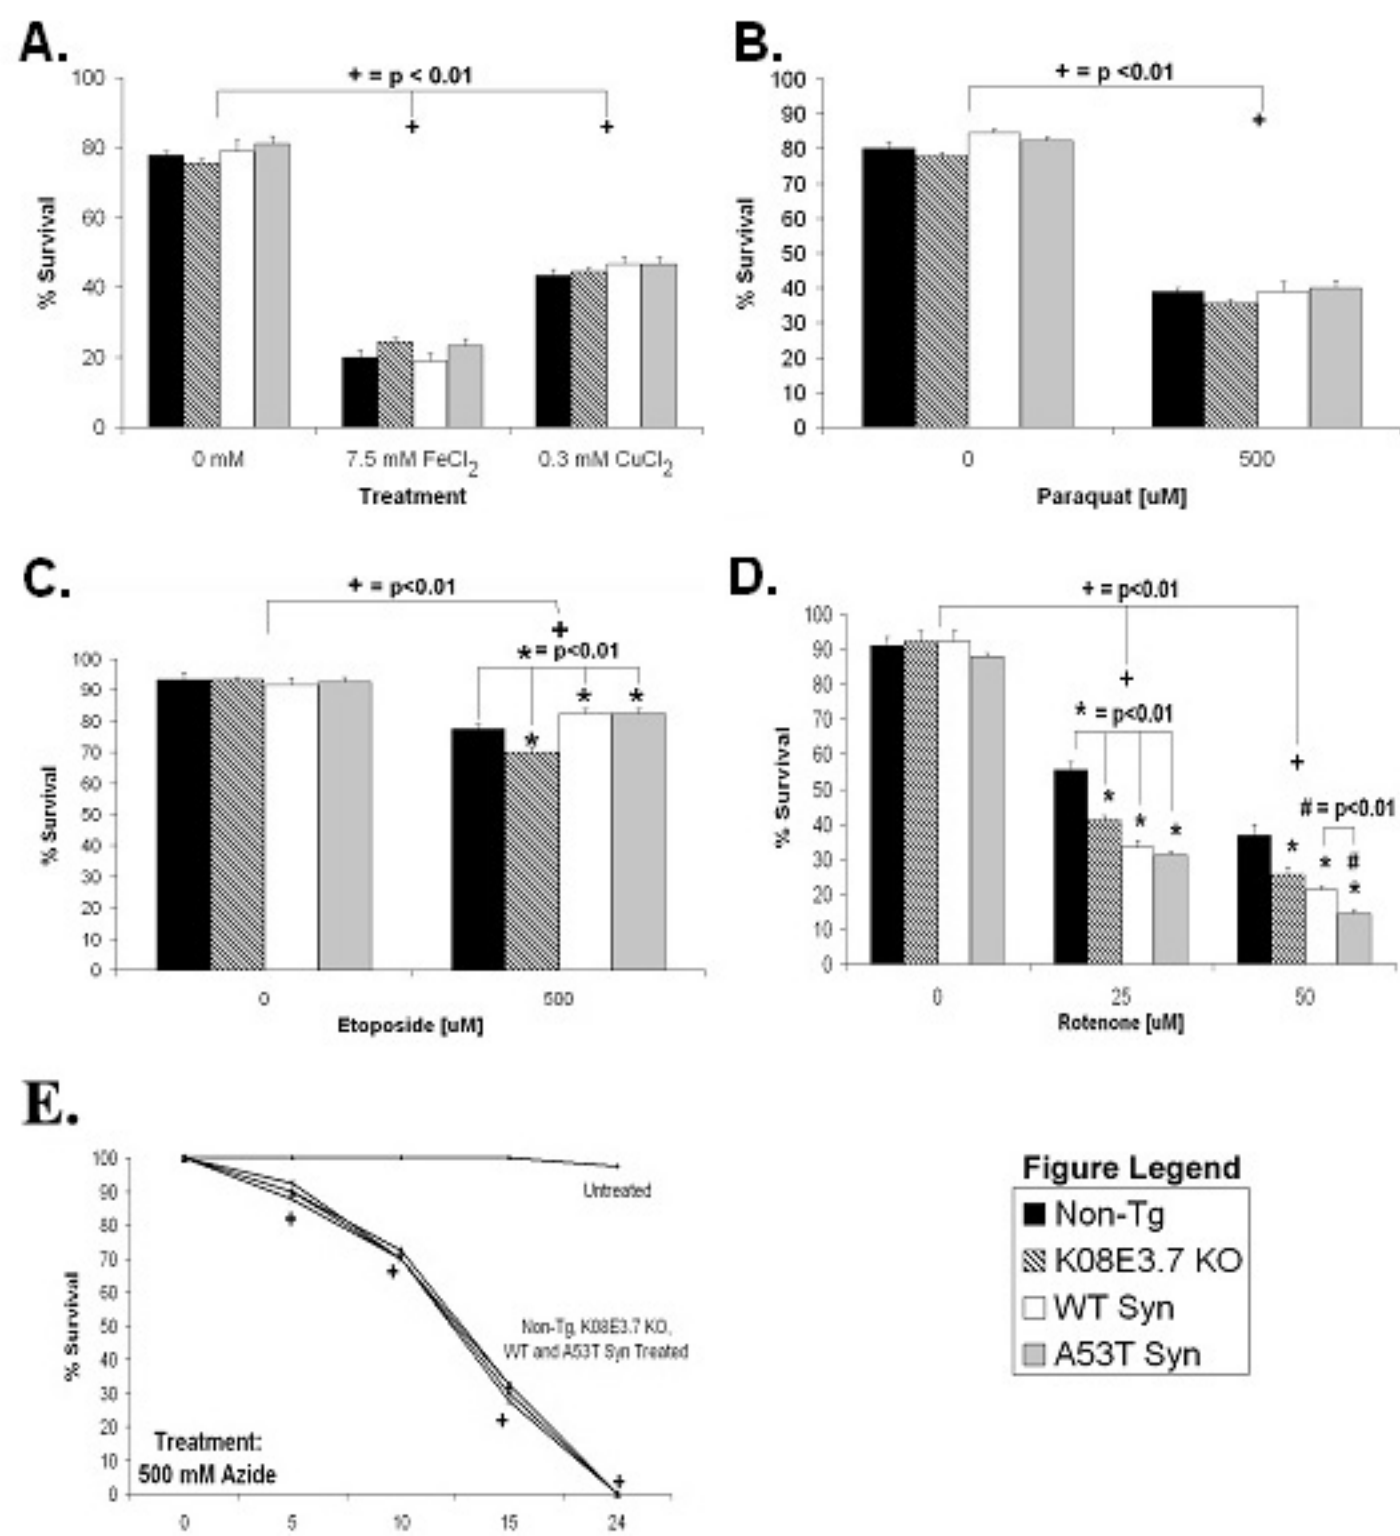 A.
+ = p < 0.01
100
80
60
40
20
0
% Survival
+ +
0 mM 7.5 mM FeCl2 0.3 mM CuCl2
Treatment
B.
+ = p <0.01
100
90
80
70
60
50
40
30
20
10
0
% Survival
+
0 500
Paraquat [uM]
C.
+ = p<0.01
+
* = p<0.01
100
90
80
70
60
50
40
30
20
10
0
% Survival
* * *
0 500
Etoposide [uM]
D.
+ = p<0.01
100
90
80
70
60
50
40
30
20
10
0
% Survival
+
* = p<0.01
* * *
+
# = p<0.01
* * #
*
0 25 50
Rotenone [uM]
E.
100
90
80
70
60
50
40
30
20
10
0
% Survival
Untreated
+ + + +
Non-Tg, K08E3.7 KO,
WT and A53T Syn Treated
Treatment:
500 mM Azide
0 5 10 15 24
Figure Legend
Non-Tg
K08E3.7 KO
WT Syn
A53T Syn